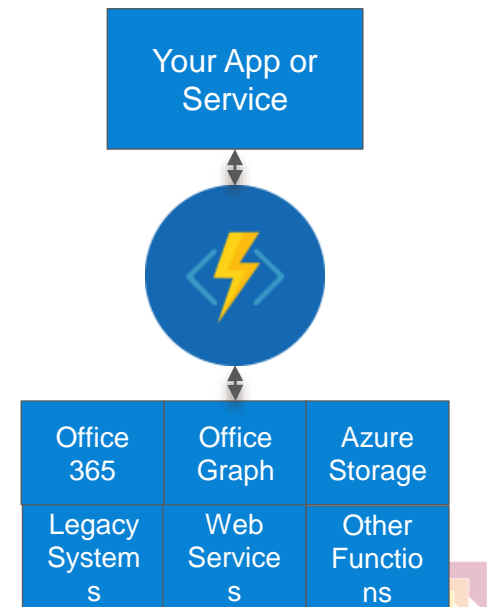 Your App or
Service
Office
365
Office
Graph
Azure
Storage
Legacy
System
s
Web
Service
s
Other
Functio
ns